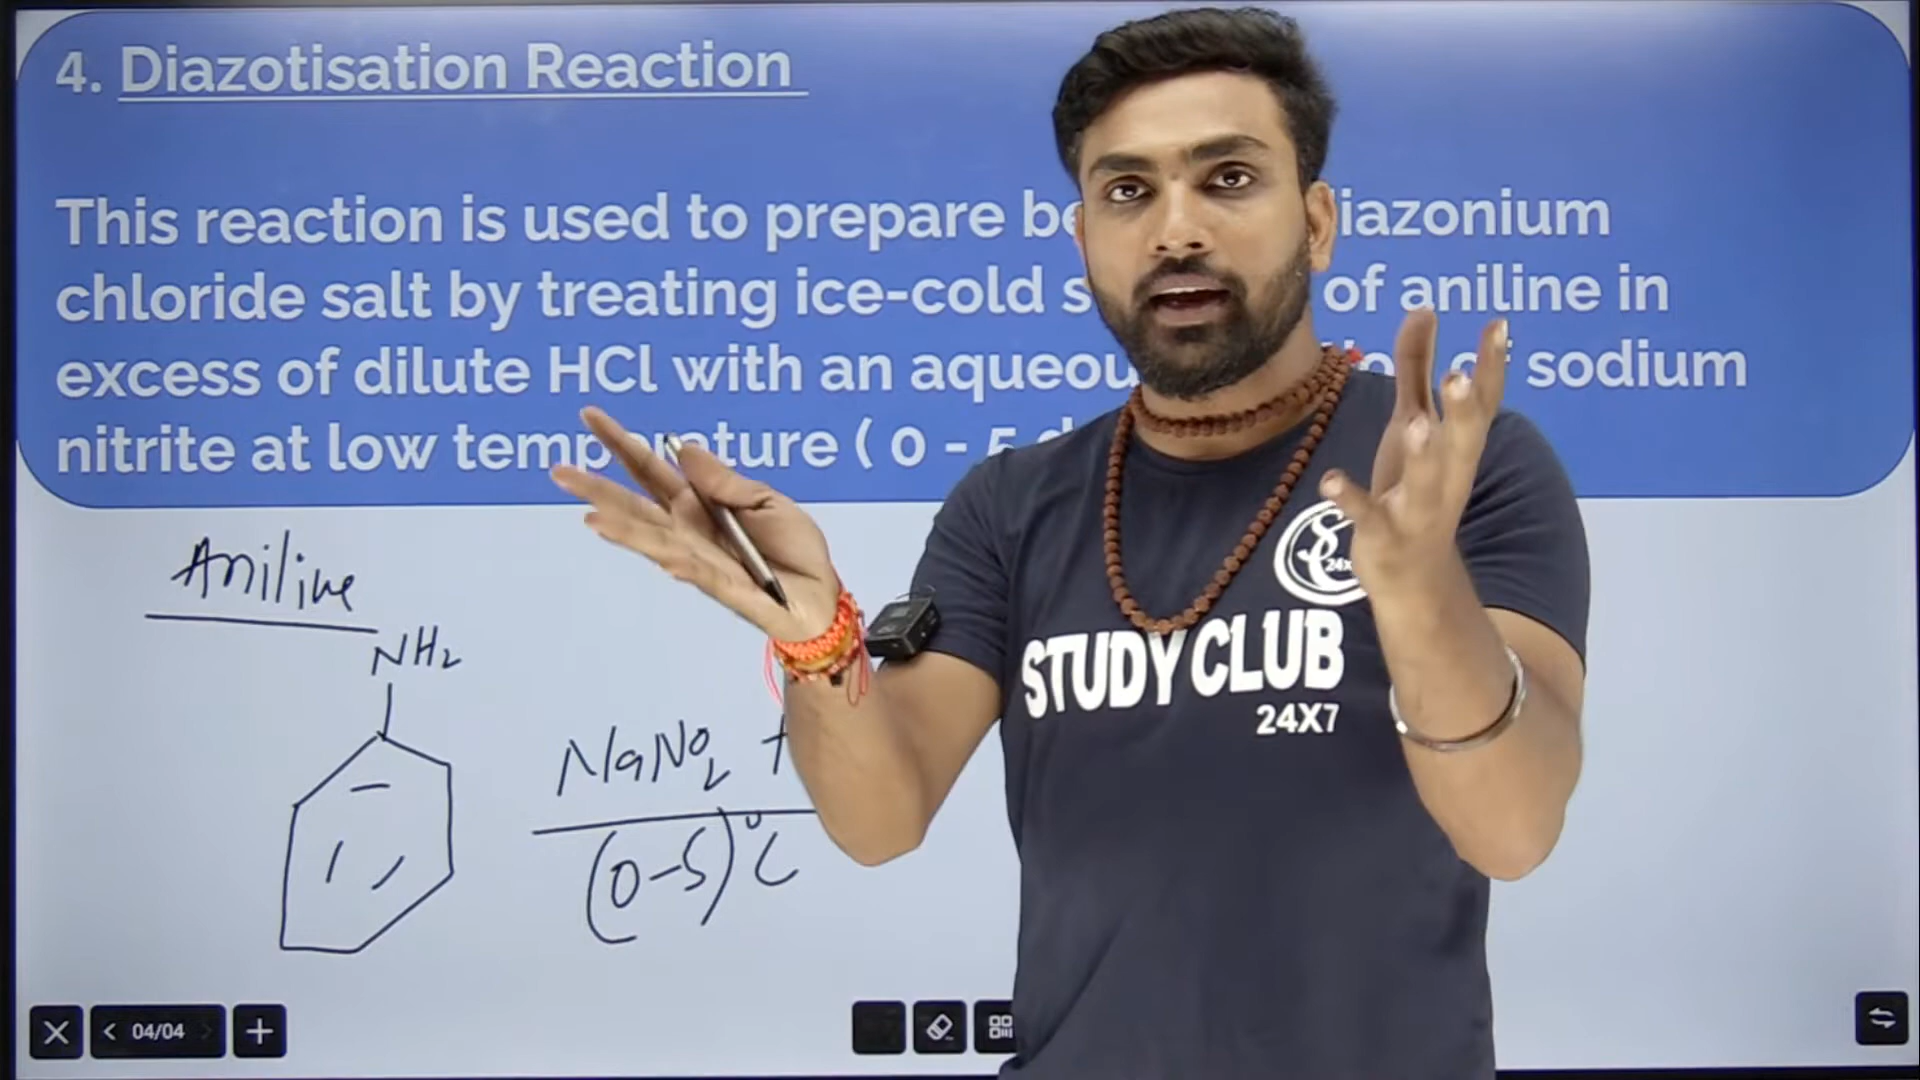 4. Diazotisation Reaction
This reaction is used to prepare be iazonium
chloride salt by treating ice-cold s of aniline in
excess of dilute HCl with an aqueou of sodium
nitrite at low temperature ( 0 - 5
Aniline
NH2
NaNO2 +
(0-5)°C
STUDY CLUB
24X7
04/04